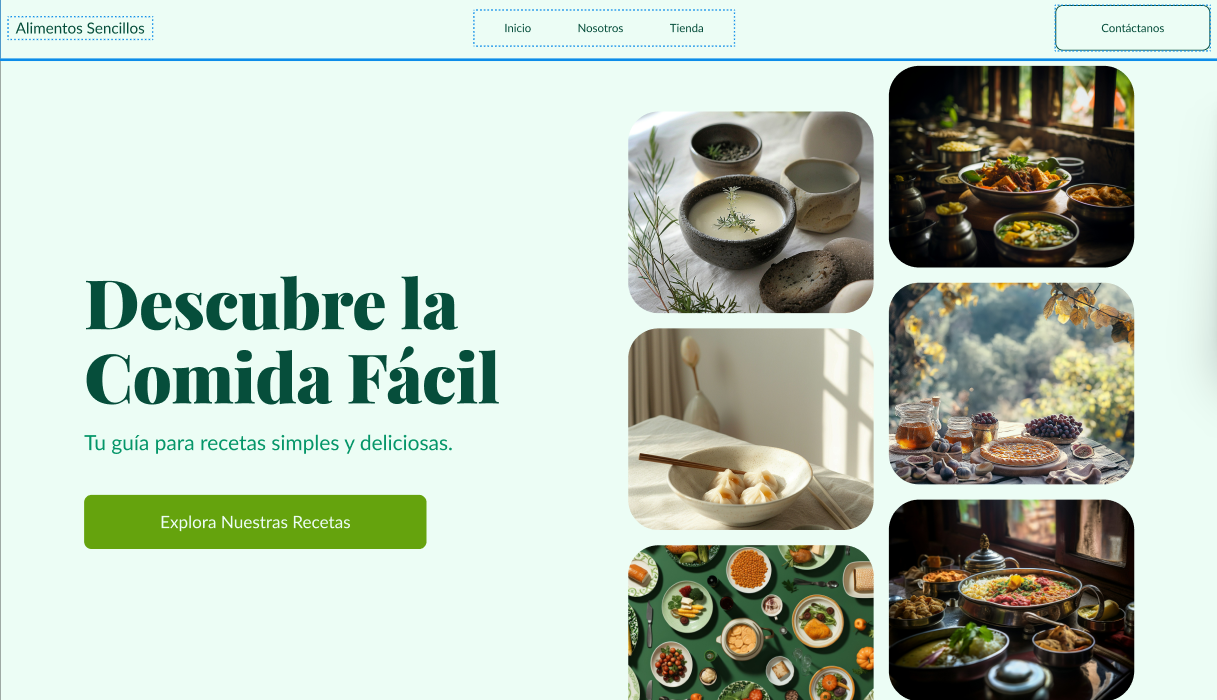 Alimentos Sencillos
Inicio
Nosotros
Tienda
Contáctanos
Descubre la
Comida Fácil
Tu guía para recetas simples y deliciosas.
Explora Nuestras Recetas